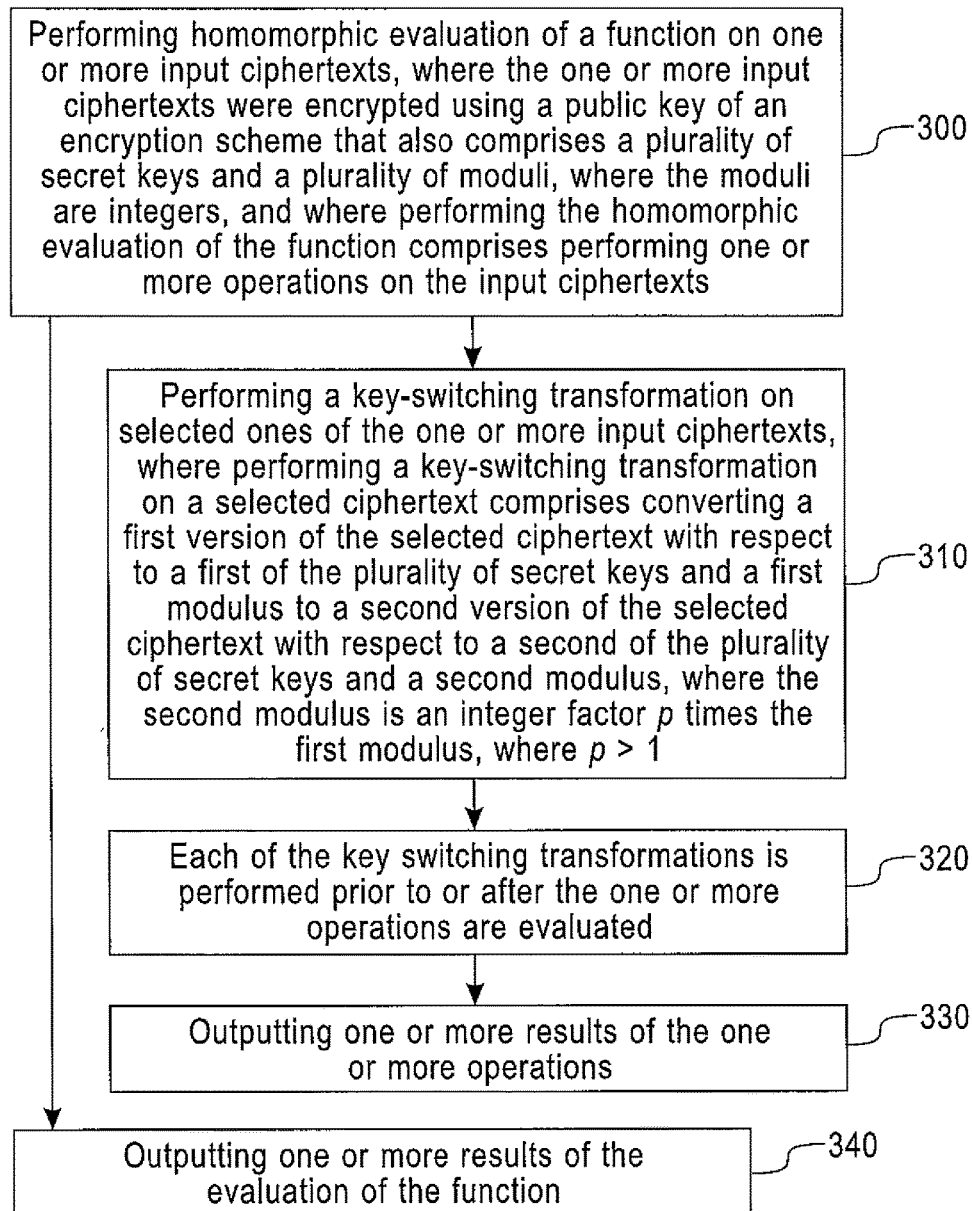 Performing homomorphic evaluation of a function on one
or more input ciphertexts, where the one or more input
ciphertexts were encrypted using a public key of an
encryption scheme that also comprises a plurality of
secret keys and a plurality of moduli, where the moduli
are integers, and where performing the homomorphic
evaluation of the function comprises performing one or
more operations on the input ciphertexts
300
Performing a key-switching transformation on
selected ones of the one or more input ciphertexts,
where performing a key-switching transformation
on a selected ciphertext comprises converting a
first version of the selected ciphertext with respect
to a first of the plurality of secret keys and a first
modulus to a second version of the selected
ciphertext with respect to a second of the plurality
of secret keys and a second modulus, where the
second modulus is an integer factor p times the
first modulus, where p > 1
310
Each of the key switching transformations is
performed prior to or after the one or more
operations are evaluated
320
Outputting one or more results of the one
or more operations
330
Outputting one or more results of the
evaluation of the function
340